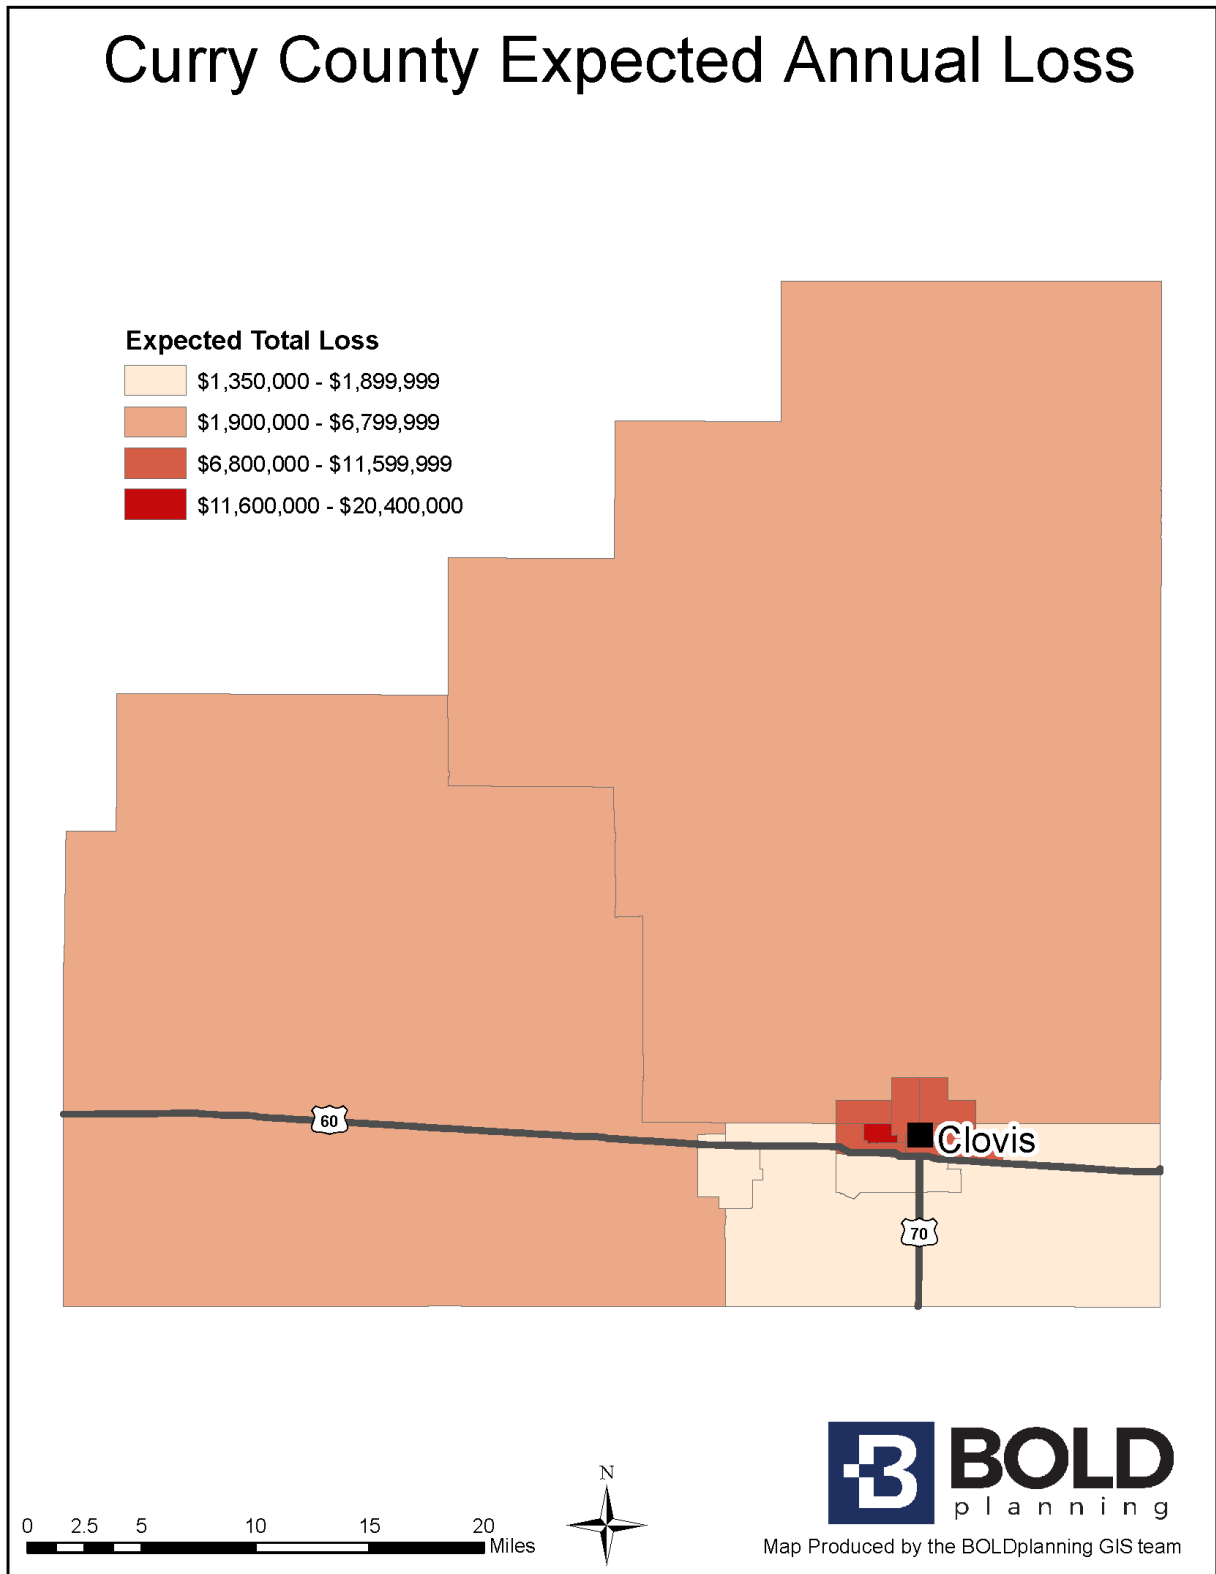 Curry County Expected Annual Loss
Expected Total Loss
$1,350,000 - $1,899,999
$1,900,000 - $6,799,999
$6,800,000 - $11,599,999
$11,600,000 - $20,400,000
60
Clovis
70
N
0 2.5 5 10 15 20
Miles
B BOLD
planning
Map Produced by the BOLDplanning GIS team